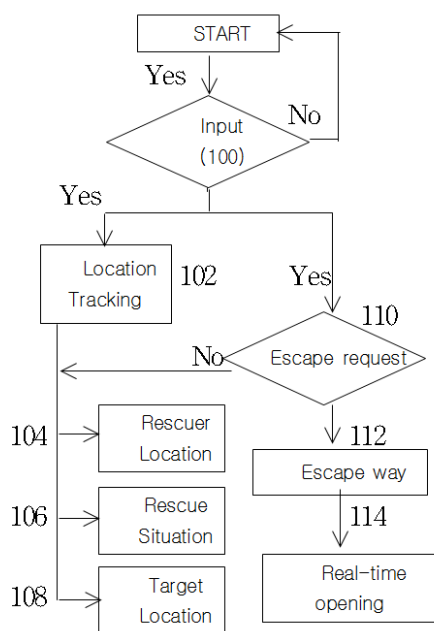 START
Yes
No
Input
(100)
Yes
Location
Tracking
102
Yes
110
No
Escape request
104
Rescuer
Location
112
Escape way
106
Rescue
Situation
114
108
Target
Location
Real-time
opening